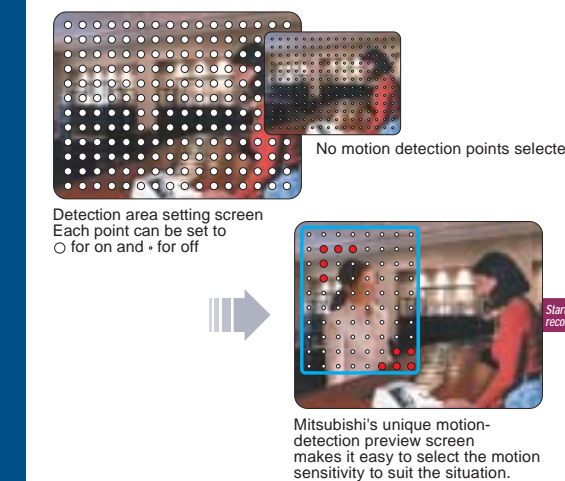 No motion detection points selecte
Detection area setting screen
Each point can be set to
○ for on and ∘ for off
Start
reco
Mitsubishi's unique motion-
detection preview screen
makes it easy to select the motion
sensitivity to suit the situation.